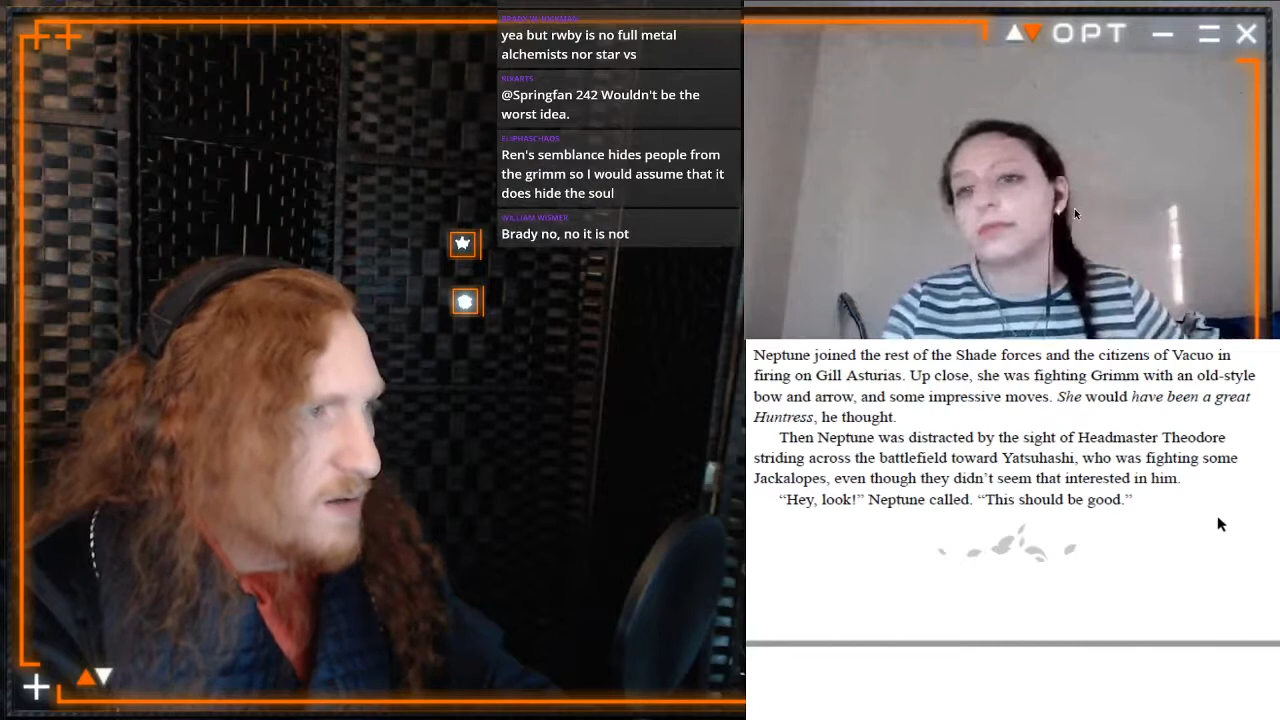 yea but rwby is no full metal
alchemists nor star vs
RIXARTS
@Springfan 242 Wouldn't be the
worst idea.
ELIPHASCHAOS
Ren's semblance hides people from
the grimm so I would assume that it
does hide the soul
WILLIAM WISMER
Brady no, no it is not
OPT
Neptune joined the rest of the Shade forces and the citizens of Vacuo in
firing on Gill Asturias. Up close, she was fighting Grimm with an old-style
bow and arrow, and some impressive moves. She would have been a great
Huntress, he thought.
Then Neptune was distracted by the sight of Headmaster Theodore
striding across the battlefield toward Yatsuhashi, who was fighting some
Jackalopes, even though they didn’t seem that interested in him.
“Hey, look!” Neptune called. “This should be good.”